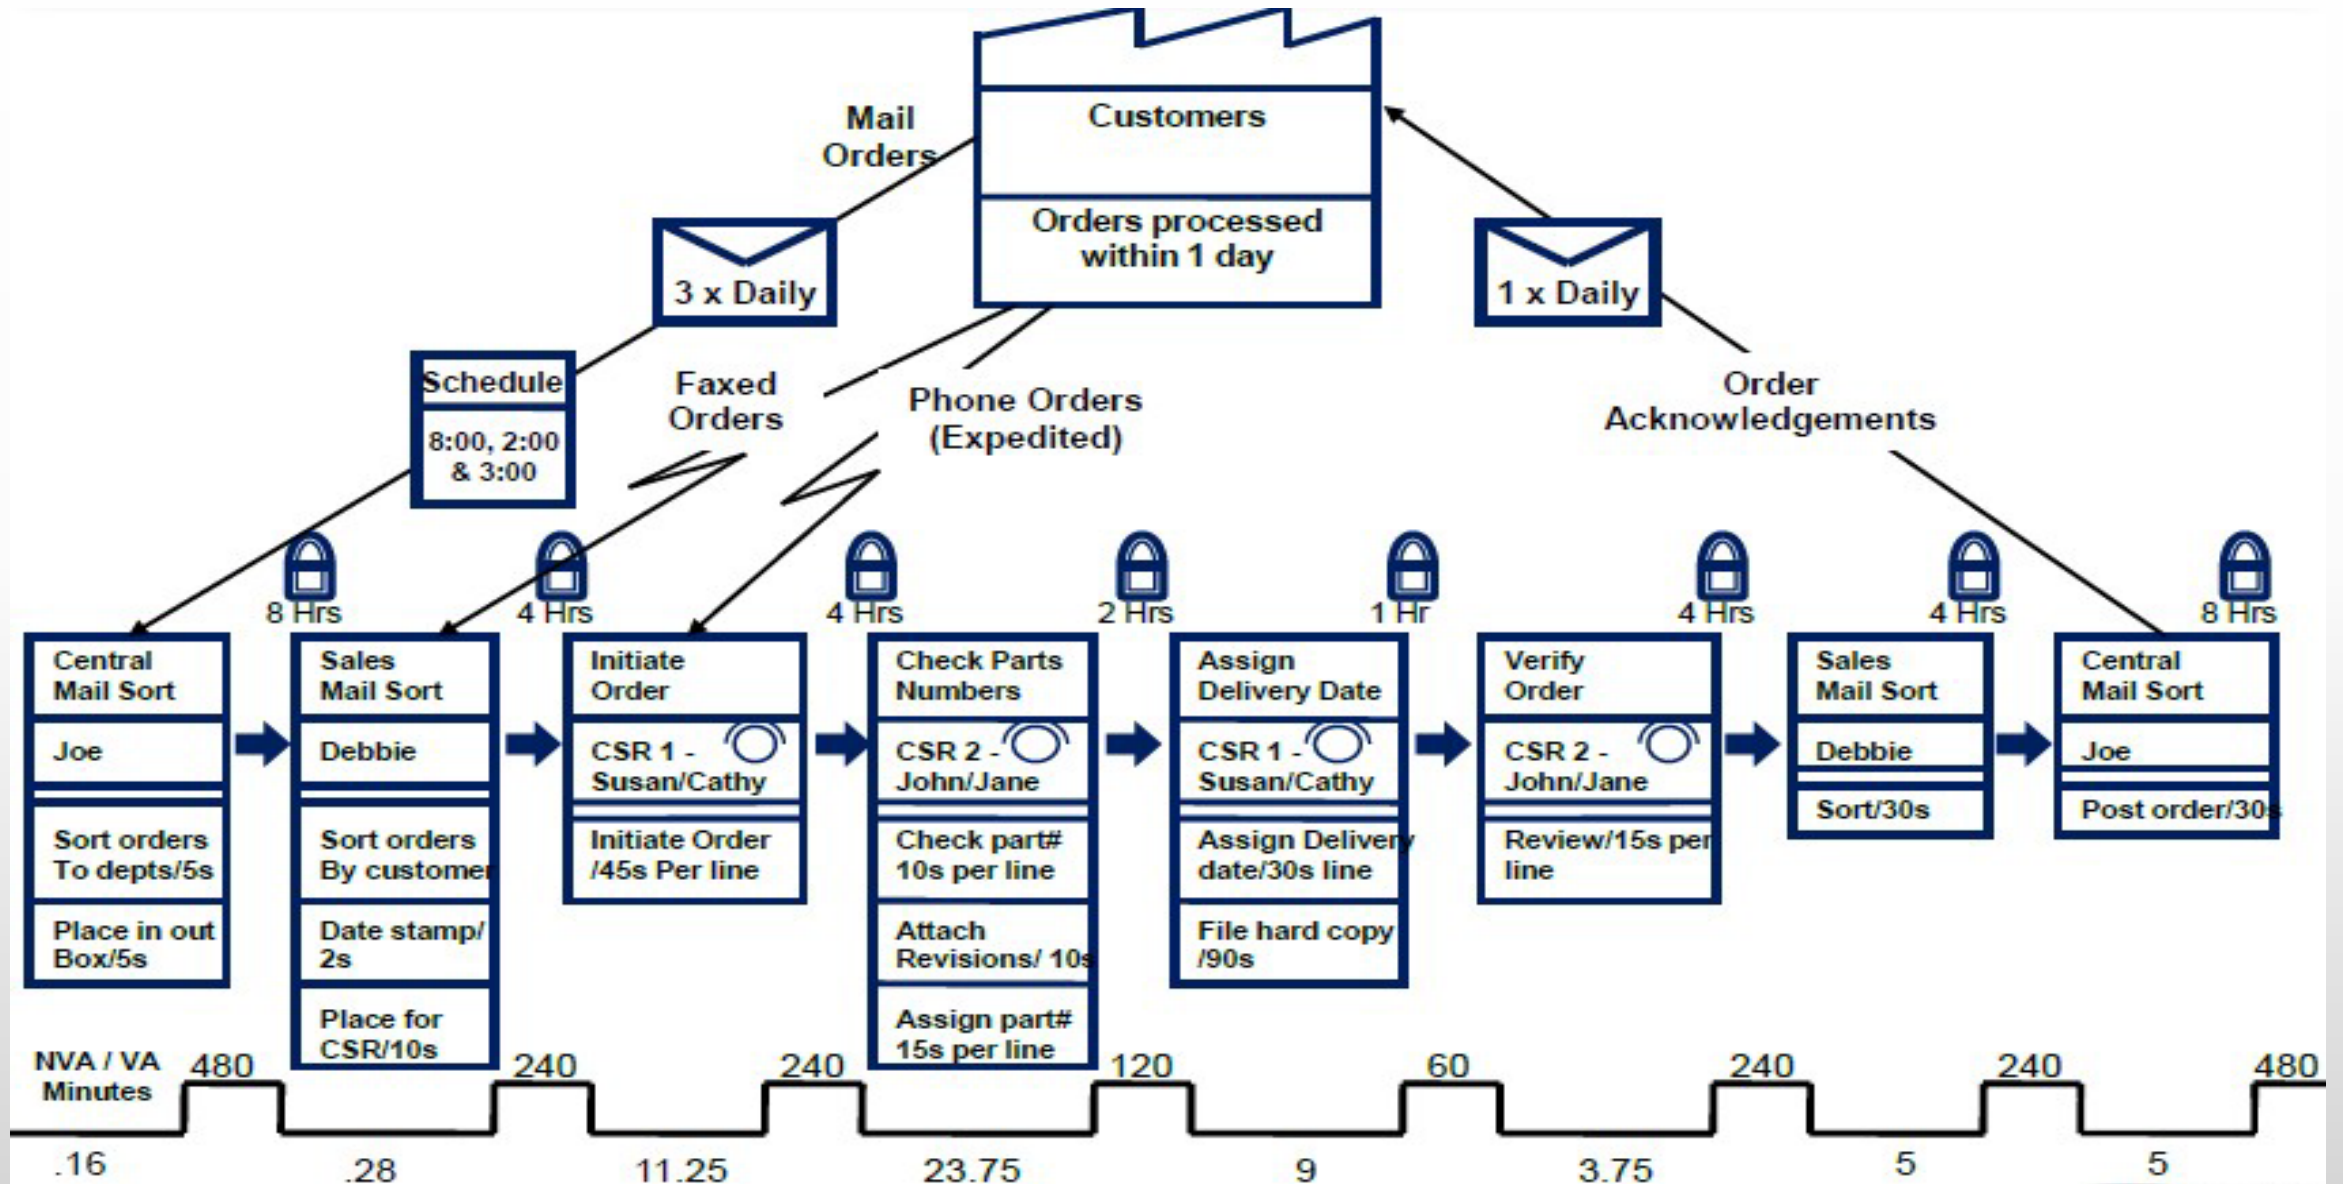 Customers
Orders processed
within 1 day
Mail
Orders
3 x Daily
1 x Daily
Schedule
8:00, 2:00
& 3:00
Faxed
Orders
Phone Orders
(Expedited)
Order
Acknowledgements
8 Hrs
4 Hrs
4 Hrs
2 Hrs
1 Hr
4 Hrs
4 Hrs
8 Hrs
Central
Mail Sort
Joe
Sort orders
To depts/5s
Place in out
Box/5s
Sales
Mail Sort
Debbie
Sort orders
By customer
Date stamp/
2s
Place for
CSR/10s
Initiate
Order
CSR 1 -
Susan/Cathy
Initiate Order
/45s Per line
Check Parts
Numbers
CSR 2 -
John/Jane
Check part#
10s per line
Attach
Revisions/ 10s
Assign part#
15s per line
Assign
Delivery Date
CSR 1 -
Susan/Cathy
Assign Delivery
date/30s line
File hard copy
/90s
Verify
Order
CSR 2 -
John/Jane
Review/15s per
line
Sales
Mail Sort
Debbie
Sort/30s
Central
Mail Sort
Joe
Post order/30s
NVA / VA
Minutes
480
240
240
120
60
240
240
480
.16
.28
11.25
23.75
9
3.75
5
5